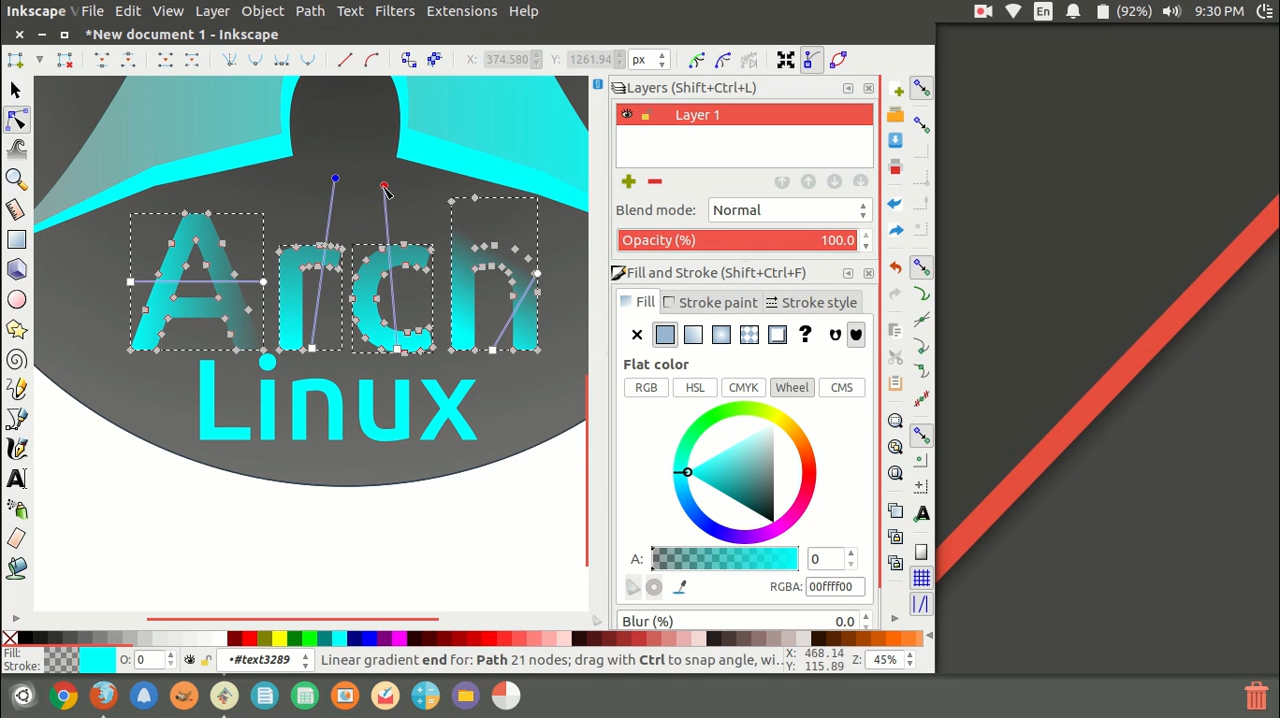 Inkscape
File Edit View Layer Object Path Text Filters Extensions Help
En
(92%)
9:30 PM
*New document 1 - Inkscape
X: 374.580
Y: 1261.94
px
Layers (Shift+Ctrl+L)
Layer 1
Blend mode: Normal
Opacity (%) 100.0
Fill and Stroke (Shift+Ctrl+F)
Fill Stroke paint Stroke style
?
Flat color
RGB HSL CMYK Wheel CMS
A: 0
RGBA: 00ffff00
Blur (%) 0.0
Arch
Linux
Fill:
Stroke:
O: 0
•#text3289
Linear gradient end for: Path 21 nodes; drag with Ctrl to snap angle, wi...
X: 468.14
Y: 115.89
Z: 45%